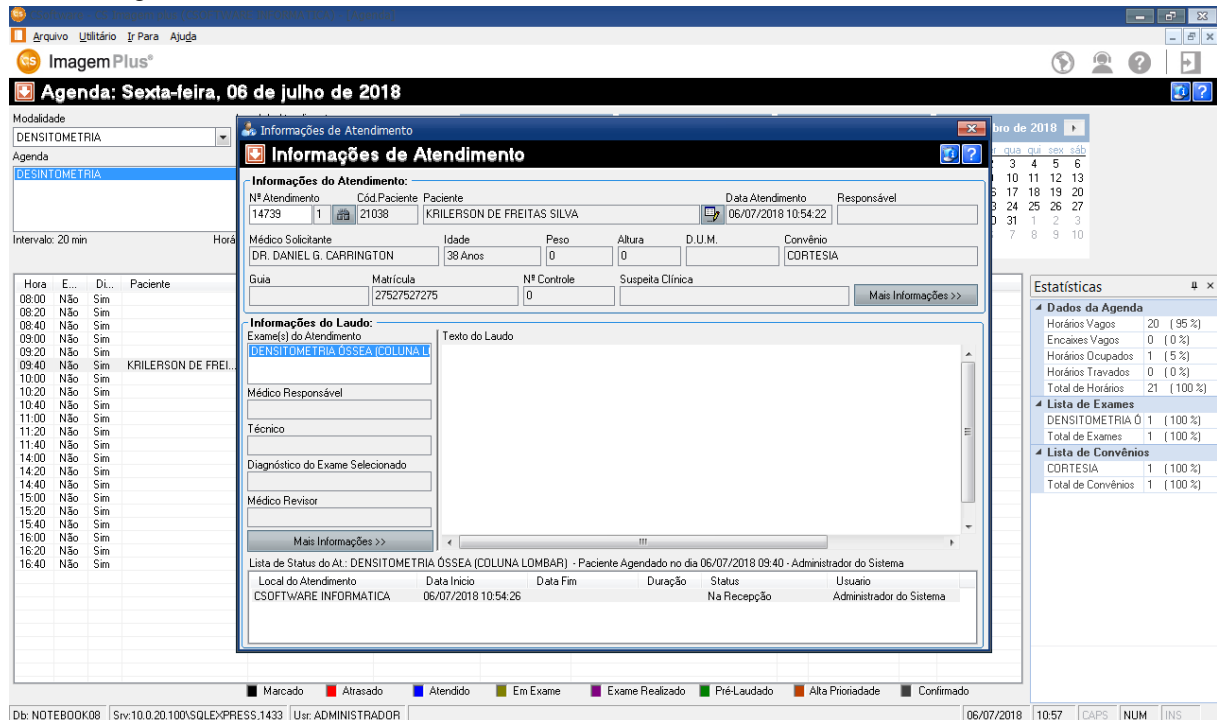 Arquivo Utilitário Ir Para Ajuda
CS ImagemPlus®
Agenda: Sexta-feira, 06 de julho de 2018
Modalidade
DENSITOMETRIA
Agenda
DESINTOMETRIA
Intervalo: 20 min Horá
bro de 2018
qua qui sex sáb
3 4 5 6
10 11 12 13
17 18 19 20
24 25 26 27
31 1 2 3
7 8 9 10
Informações de Atendimento
Informações de Atendimento
Informações do Atendimento:
Nª Atendimento Cód.Paciente Paciente Data Atendimento Responsável
14739 1 21038 KRILERSON DE FREITAS SILVA 06/07/2018 10:54:22
Médico Solicitante Idade Peso Altura D.U.M. Convênio
DR. DANIEL G. CARRINGTON 38 Anos 0 0 CORTESIA
Guia Matrícula Nª Controle Suspeita Clínica
27527527275 0 Mais Informações >>
Informações do Laudo:
Exame(s) do Atendimento Texto do Laudo
DENSITOMETRIA ÓSSEA (COLUNA L
Médico Responsável
Técnico
Diagnóstico do Exame Selecionado
Médico Revisor
Mais Informações >>
Lista de Status do At.: DENSITOMETRIA ÓSSEA (COLUNA LOMBAR) - Paciente Agendado no dia 06/07/2018 09:40 - Administrador do Sistema
Local do Atendimento Data Inicio Data Fim Duração Status Usuario
CSOFTWARE INFORMATICA 06/07/2018 10:54:26 Na Recepção Administrador do Sistema
Hora E... Di... Paciente
08:00 Não Sim
08:20 Não Sim
08:40 Não Sim
09:00 Não Sim
09:20 Não Sim
09:40 Não Sim KRILERSON DE FREI...
10:00 Não Sim
10:20 Não Sim
10:40 Não Sim
11:00 Não Sim
11:20 Não Sim
11:40 Não Sim
14:00 Não Sim
14:20 Não Sim
14:40 Não Sim
15:00 Não Sim
15:20 Não Sim
15:40 Não Sim
16:00 Não Sim
16:20 Não Sim
16:40 Não Sim
Estatísticas
Dados da Agenda
Horários Vagos 20 (95 %)
Encaixes Vagos 0 (0 %)
Horários Ocupados 1 (5 %)
Horários Travados 0 (0 %)
Total de Horários 21 (100 %)
Lista de Exames
DENSITOMETRIA Ó 1 (100 %)
Total de Exames 1 (100 %)
Lista de Convênios
CORTESIA 1 (100 %)
Total de Convênios 1 (100 %)
Marcado Atrasado Atendido Em Exame Exame Realizado Pré-Laudado Alta Prioriadade Confirmado
Db: NOTEBOOK08 Srv:10.0.20.100\SQLEXPRESS,1433 Usr: ADMINISTRADOR 06/07/2018 10:57 CAPS NUM INS